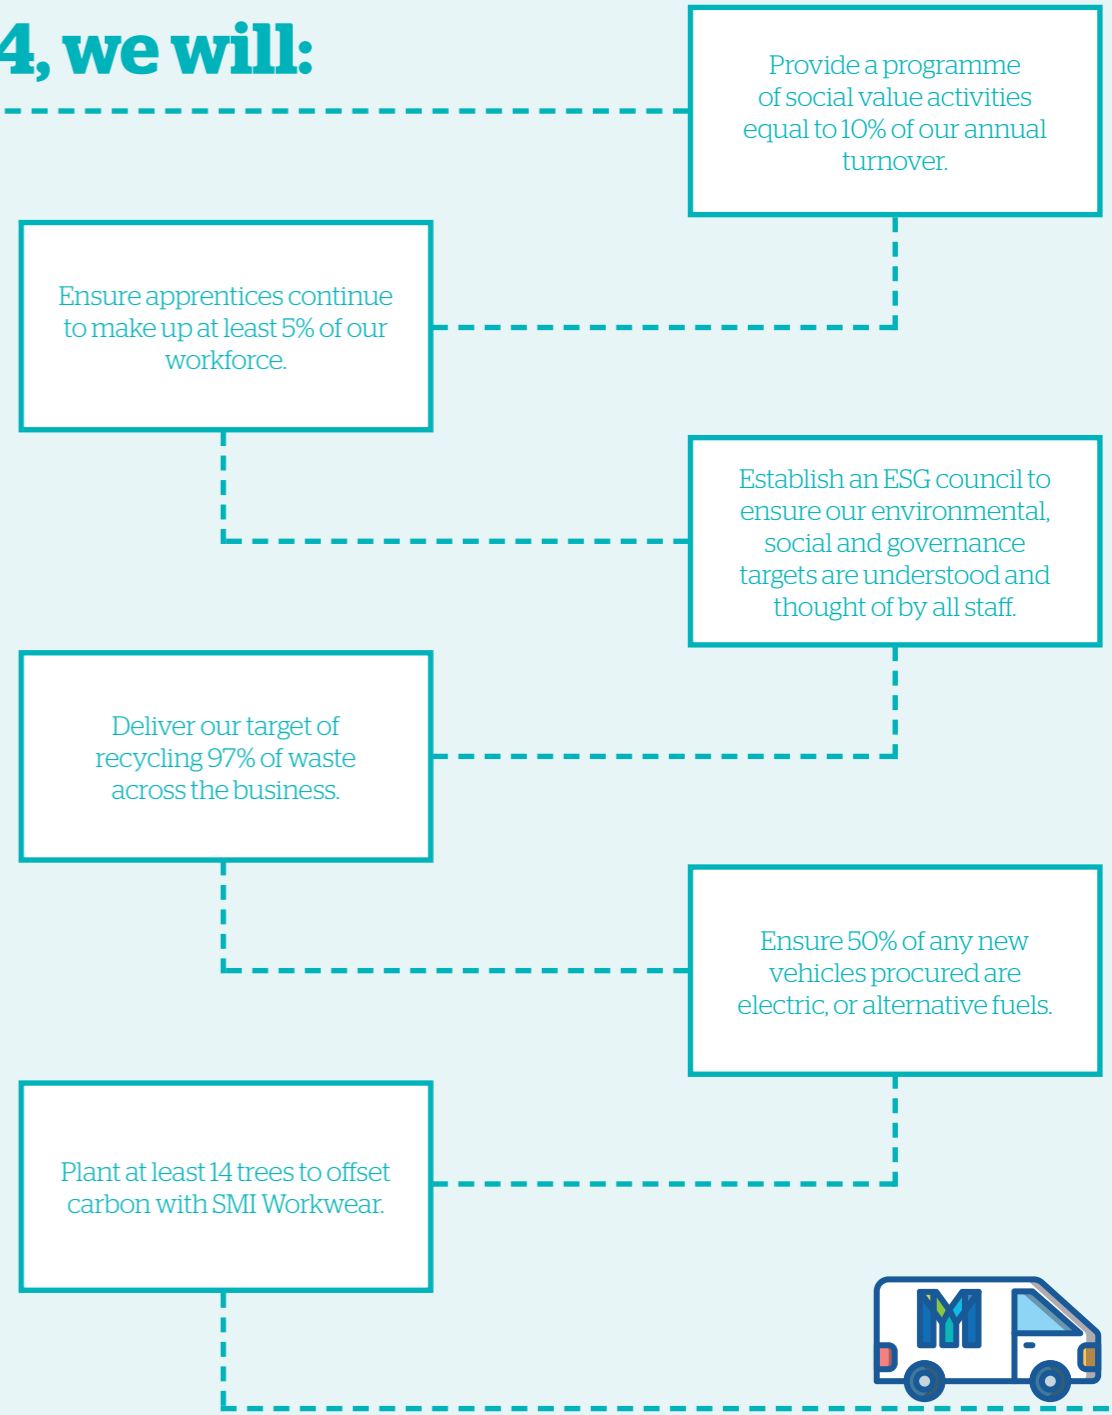 4, we will:
Provide a programme
of social value activities
equal to 10% of our annual
turnover.
Ensure apprentices continue
to make up at least 5% of our
workforce.
Establish an ESG council to
ensure our environmental,
social and governance
targets are understood and
thought of by all staff.
Deliver our target of
recycling 97% of waste
across the business.
Ensure 50% of any new
vehicles procured are
electric, or alternative fuels.
Plant at least 14 trees to offset
carbon with SMI Workwear.